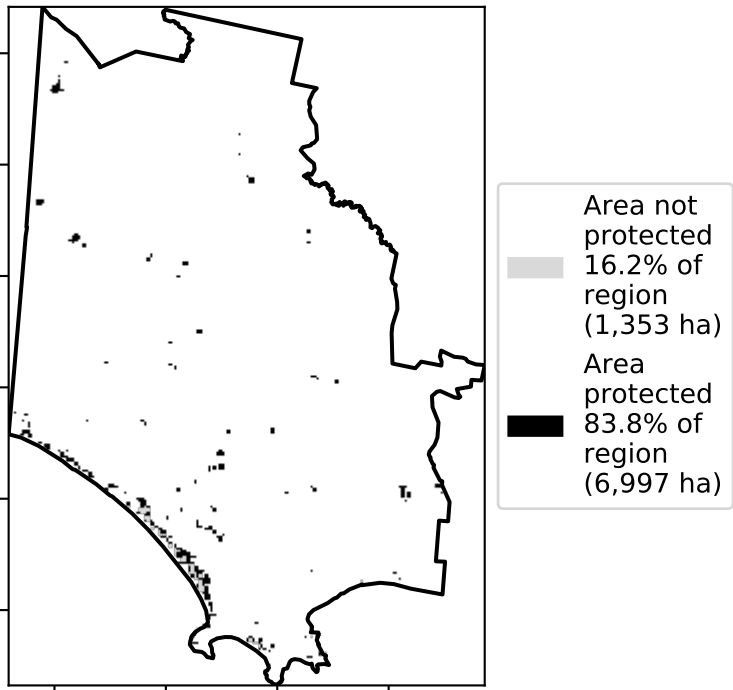 Area not
protected
16.2% of
region
(1,353 ha)
Area
protected
83.8% of
region
(6,997 ha)